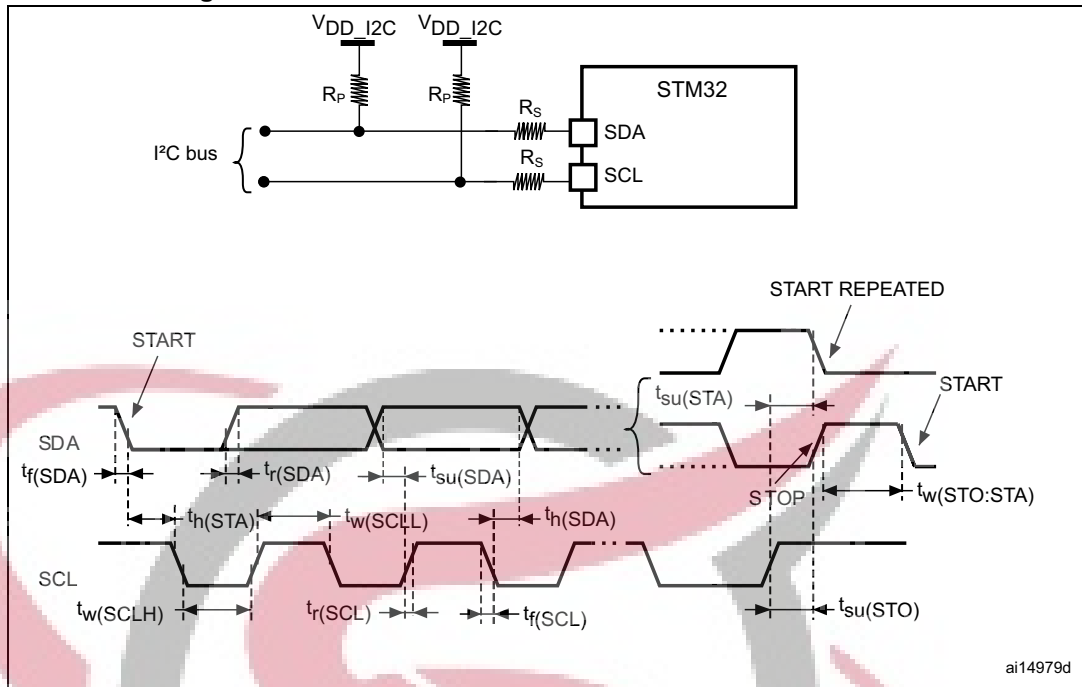 VDD_I2C VDD_I2C
RP RP
STM32
RS
SDA
I²C bus
RS
SCL
START REPEATED
START
tsu(STA)
START
SDA
tf(SDA) tr(SDA) tsu(SDA)
STOP
tw(STO:STA)
th(STA) tw(SCLL) th(SDA)
SCL
tw(SCLH) tr(SCL) tf(SCL) tsu(STO)
ai14979d